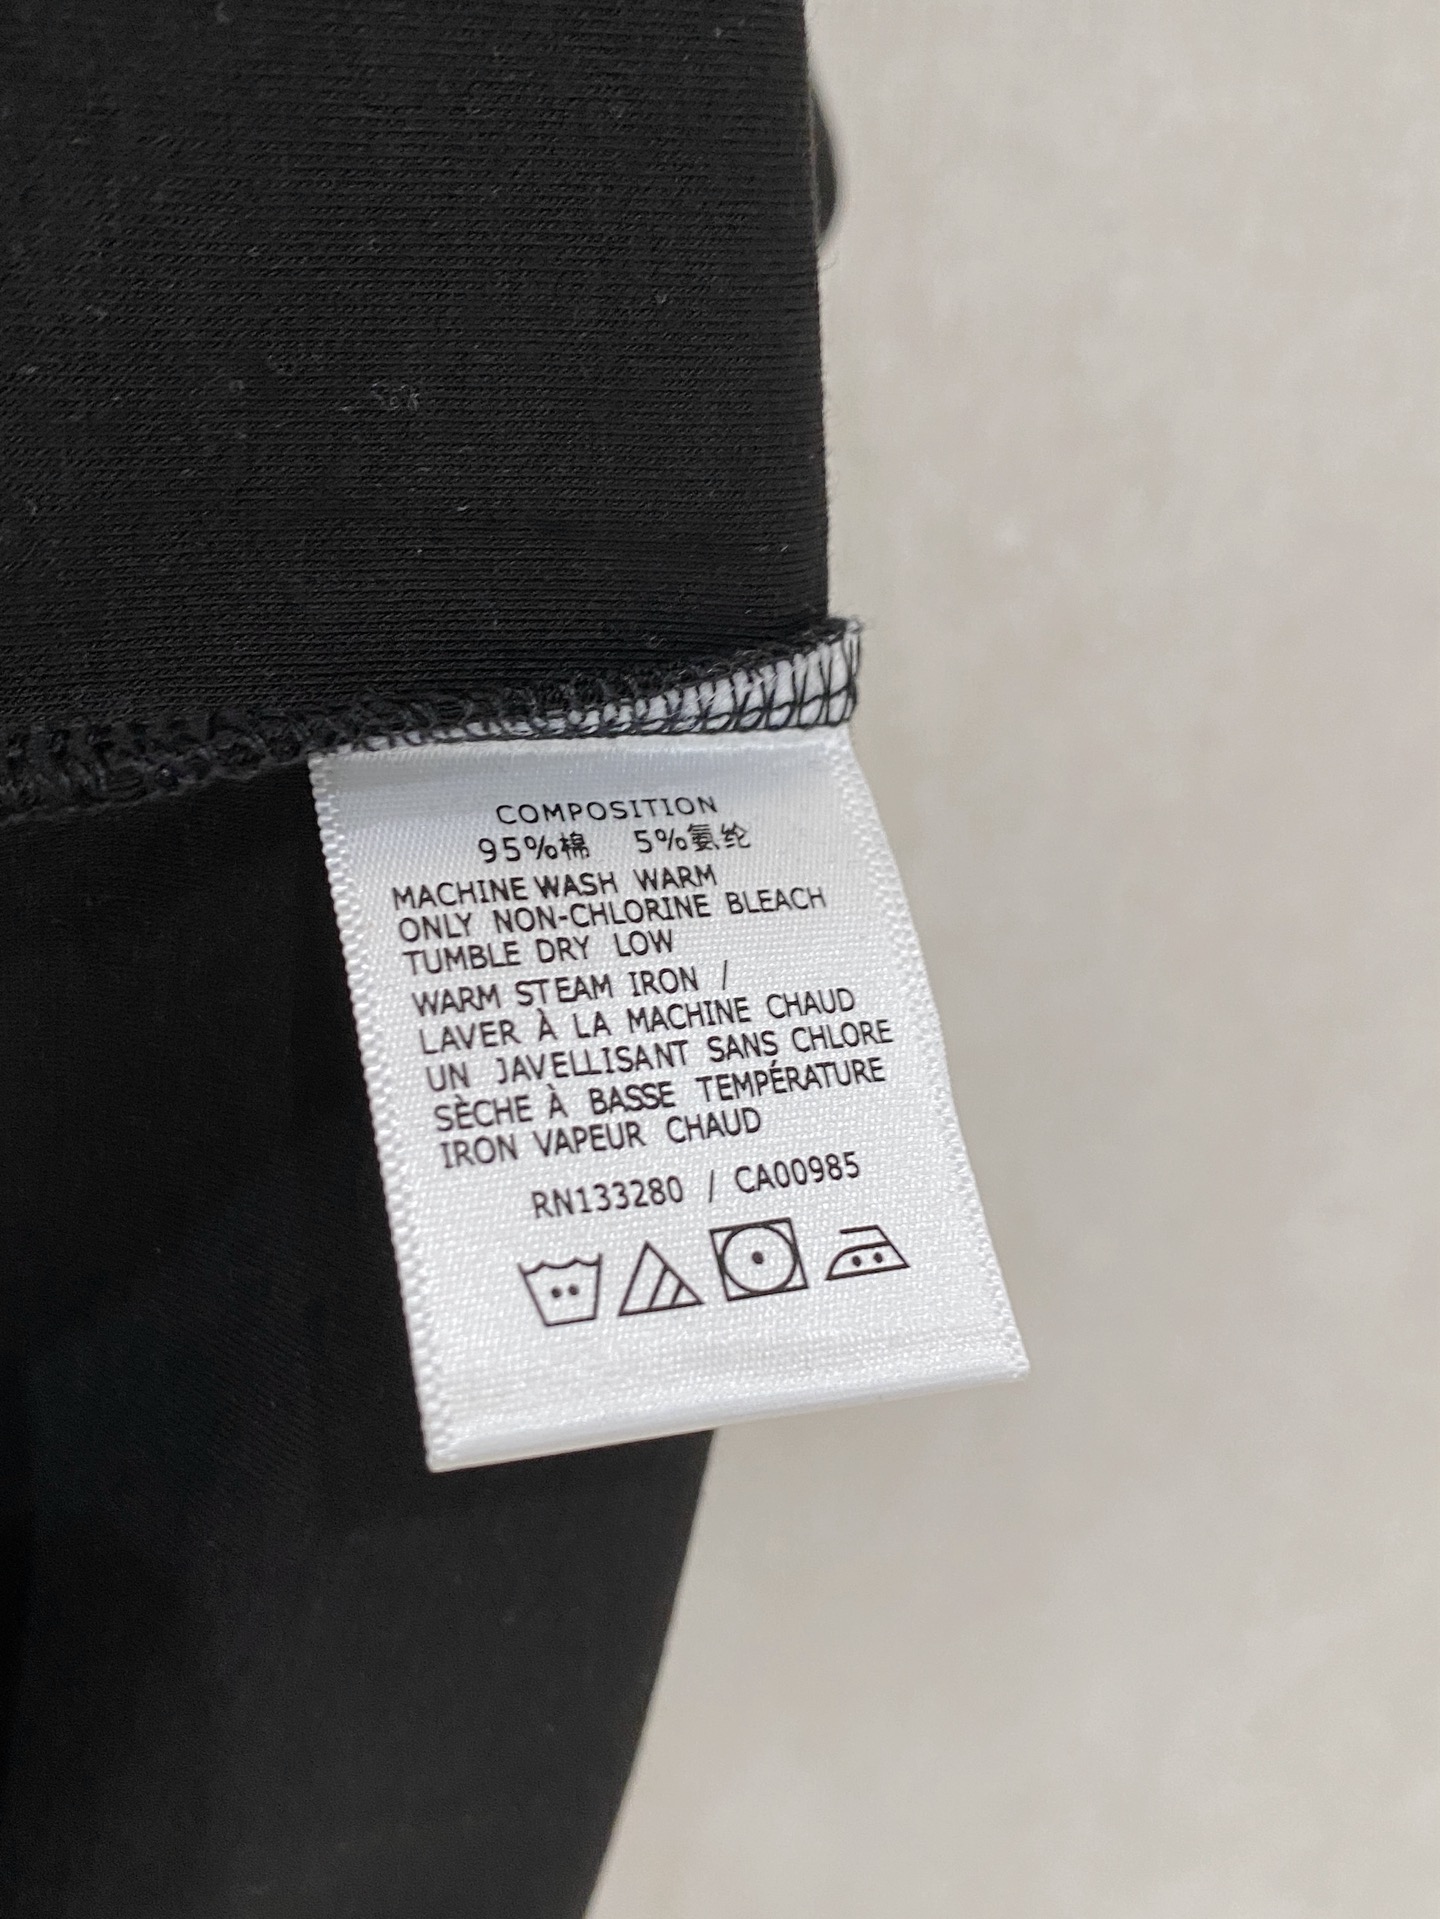 COMPOSITION
95%棉 5%氨纶
MACHINE WASH WARM
ONLY NON-CHLORINE BLEACH
TUMBLE DRY LOW
WARM STEAM IRON /
LAVER À LA MACHINE CHAUD
UN JAVELLISANT SANS CHLORE
SÈCHE À BASSE TEMPÉRATURE
IRON VAPEUR CHAUD
RN133280 / CA00985